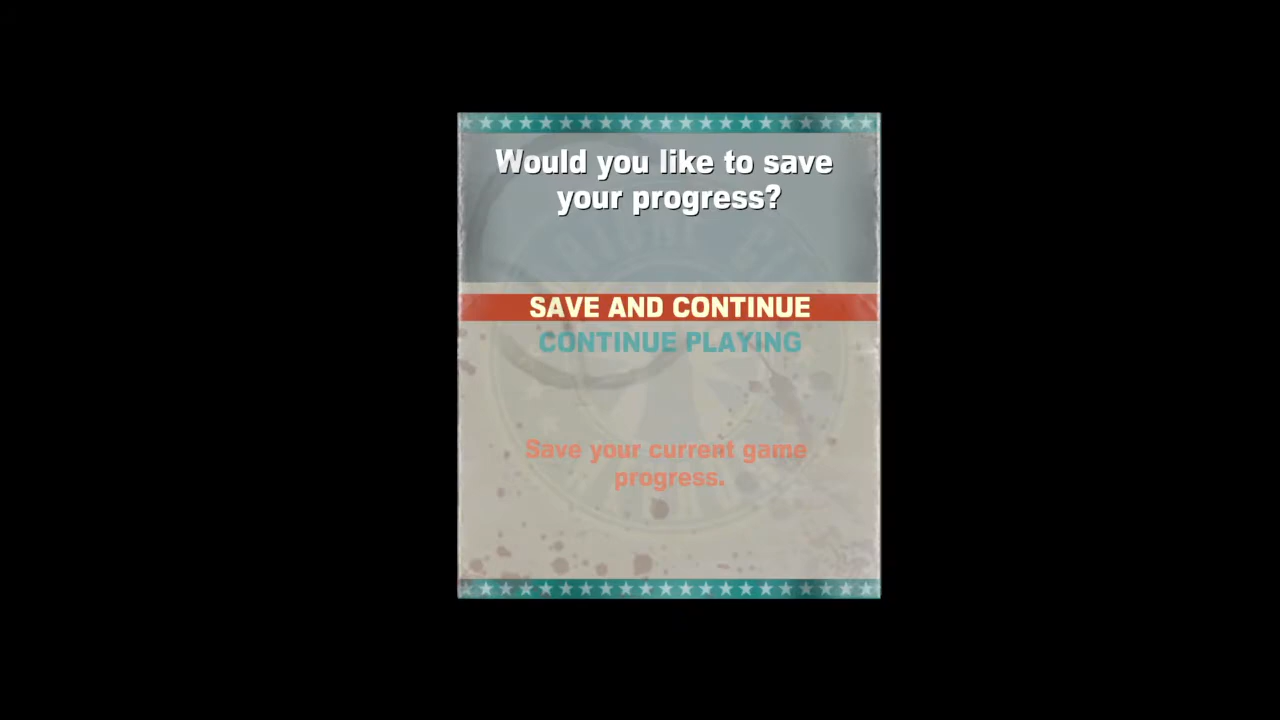 Would you like to save
your progress?
SAVE AND CONTINUE
CONTINUE PLAYING
Save your current game
progress.